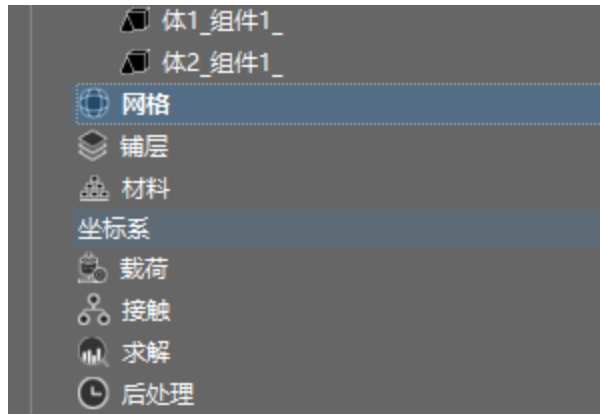 体1_组件1_
体2_组件1_
网格
铺层
材料
坐标系
载荷
接触
求解
后处理